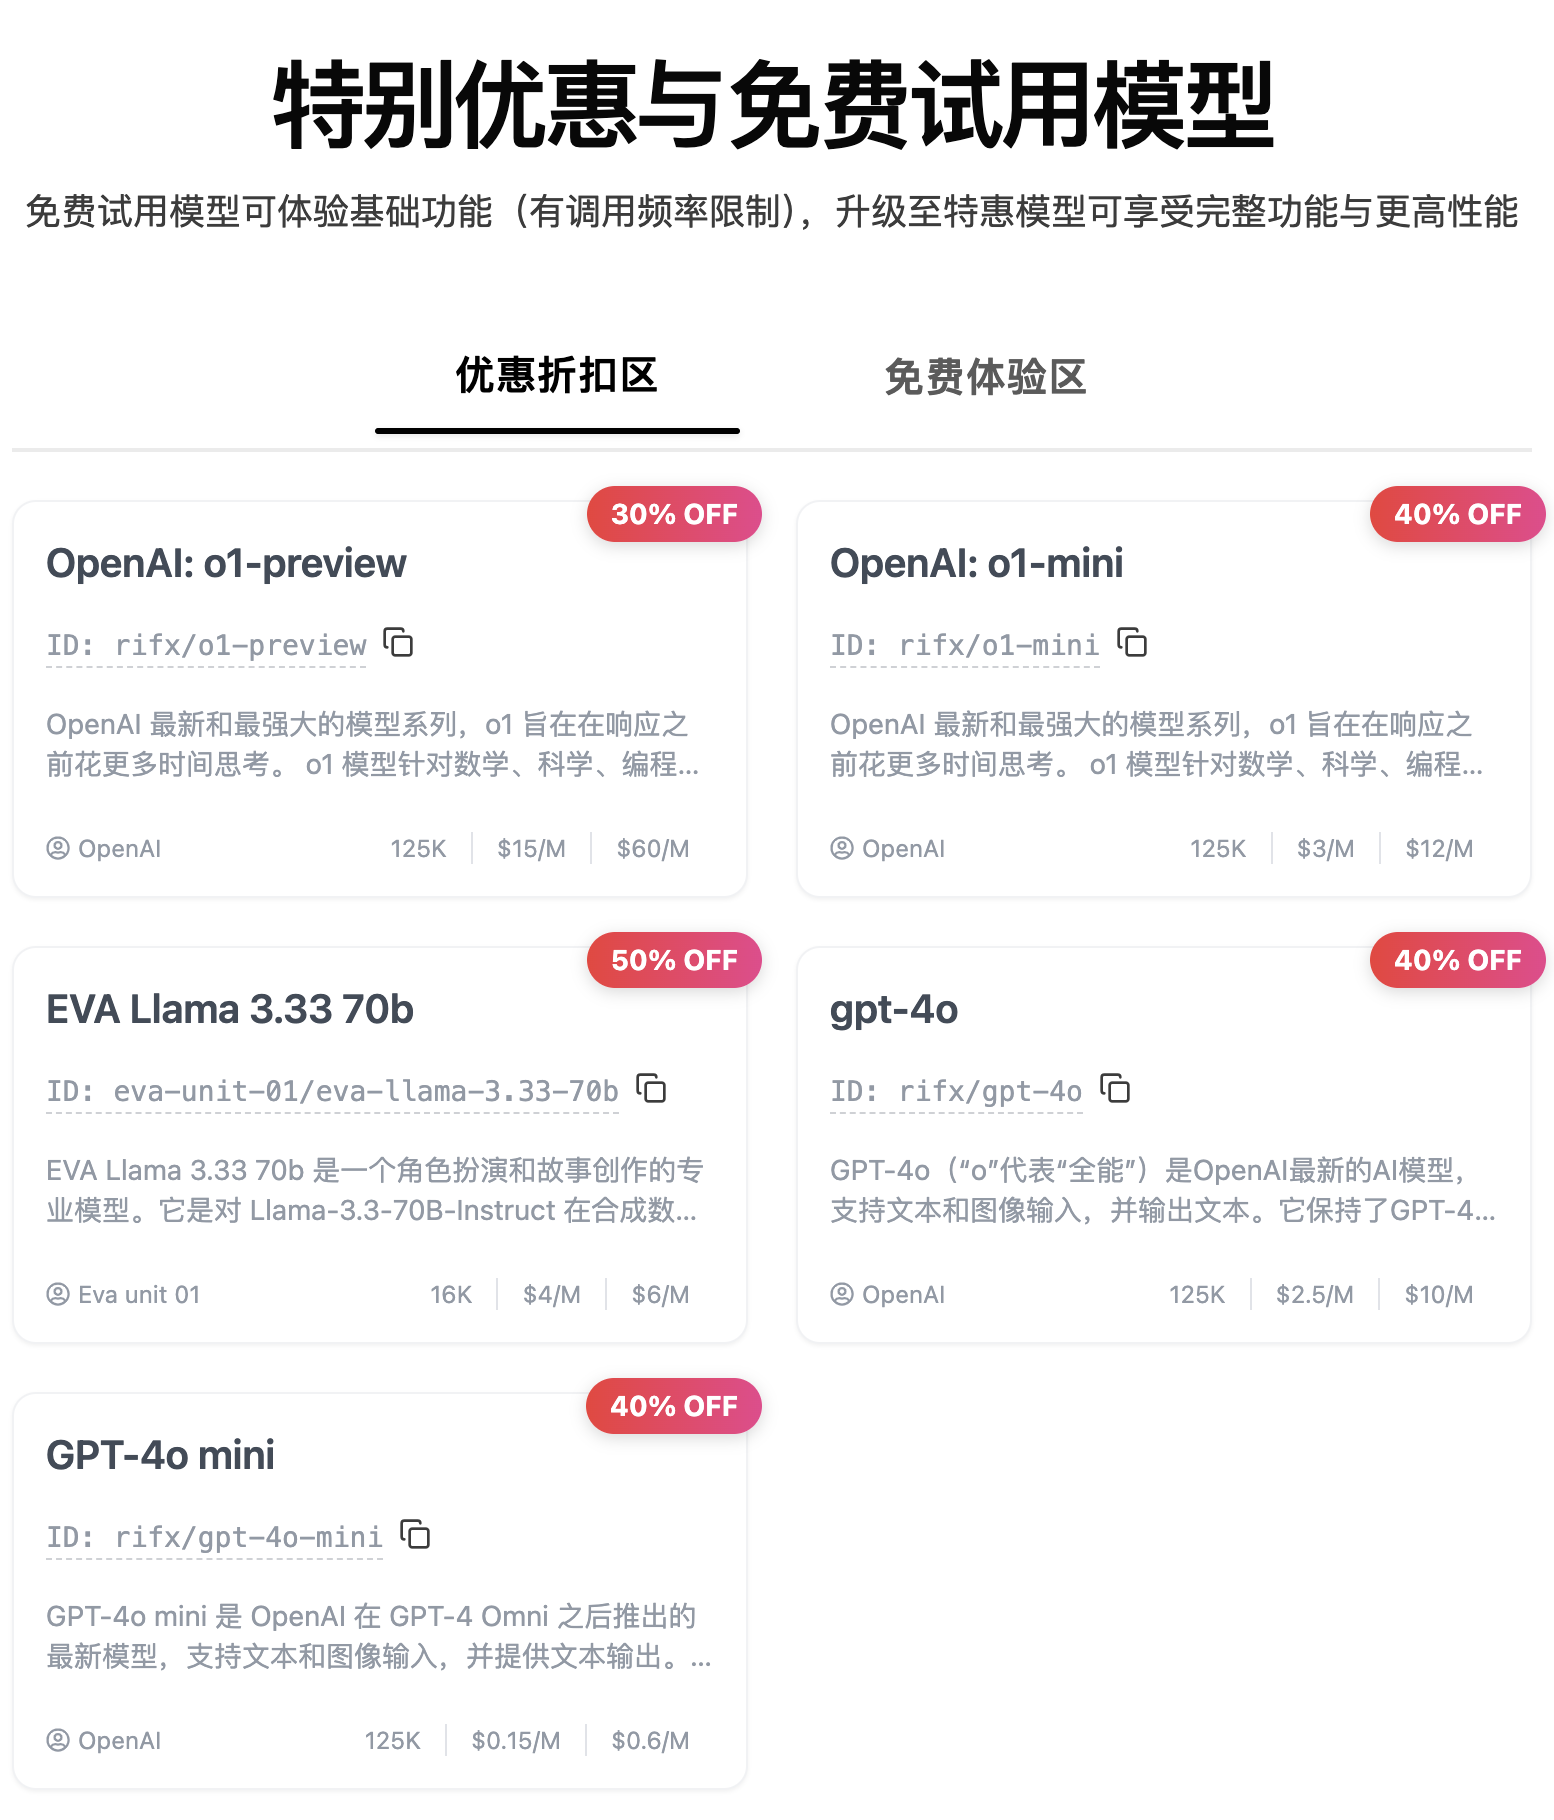 特别优惠与免费试用模型
免费试用模型可体验基础功能（有调用频率限制），升级至特惠模型可享受完整功能与更高性能
优惠折扣区
免费体验区
30% OFF
OpenAI: o1-preview
ID: rifx/o1-preview
OpenAI 最新和最强大的模型系列，o1 旨在在响应之
前花更多时间思考。 o1 模型针对数学、科学、编程...
OpenAI 125K $15/M $60/M
40% OFF
OpenAI: o1-mini
ID: rifx/o1-mini
OpenAI 最新和最强大的模型系列，o1 旨在在响应之
前花更多时间思考。 o1 模型针对数学、科学、编程...
OpenAI 125K $3/M $12/M
50% OFF
EVA Llama 3.33 70b
ID: eva-unit-01/eva-llama-3.33-70b
EVA Llama 3.33 70b 是一个角色扮演和故事创作的专
业模型。它是对 Llama-3.3-70B-Instruct 在合成数...
Eva unit 01 16K $4/M $6/M
40% OFF
gpt-4o
ID: rifx/gpt-4o
GPT-4o（“o”代表“全能”）是OpenAI最新的AI模型，
支持文本和图像输入，并输出文本。它保持了GPT-4...
OpenAI 125K $2.5/M $10/M
40% OFF
GPT-4o mini
ID: rifx/gpt-4o-mini
GPT-4o mini 是 OpenAI 在 GPT-4 Omni 之后推出的
最新模型，支持文本和图像输入，并提供文本输出。...
OpenAI 125K $0.15/M $0.6/M